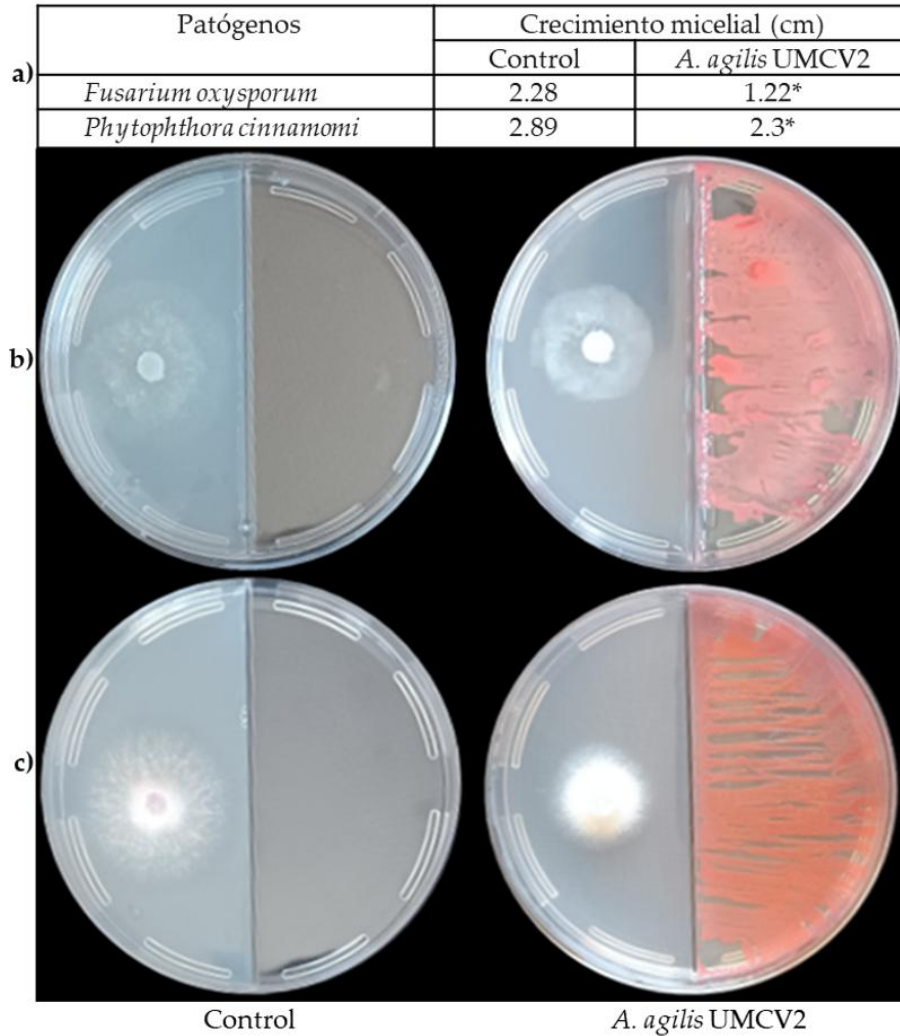 Patógenos Crecimiento micelial (cm)
Control A. agilis UMCV2
a)
Fusarium oxysporum 2.28 1.22*
Phytophthora cinnamomi 2.89 2.3*
b)
c)
Control A. agilis UMCV2